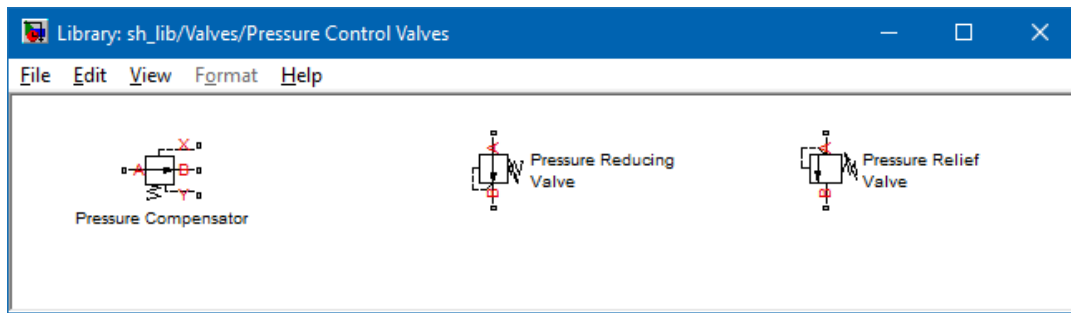 Library: sh_lib/Valves/Pressure Control Valves
File Edit View Format Help
X
A B
Y
Pressure Compensator
A
Pressure Reducing
Valve
B
A
Pressure Relief
Valve
B